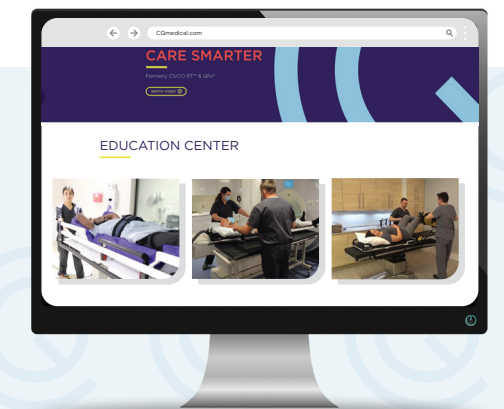 CQmedical.com
CARE SMARTER
Formerly CIVCO RT™ & Qfix®
WATCH VIDEO
EDUCATION CENTER